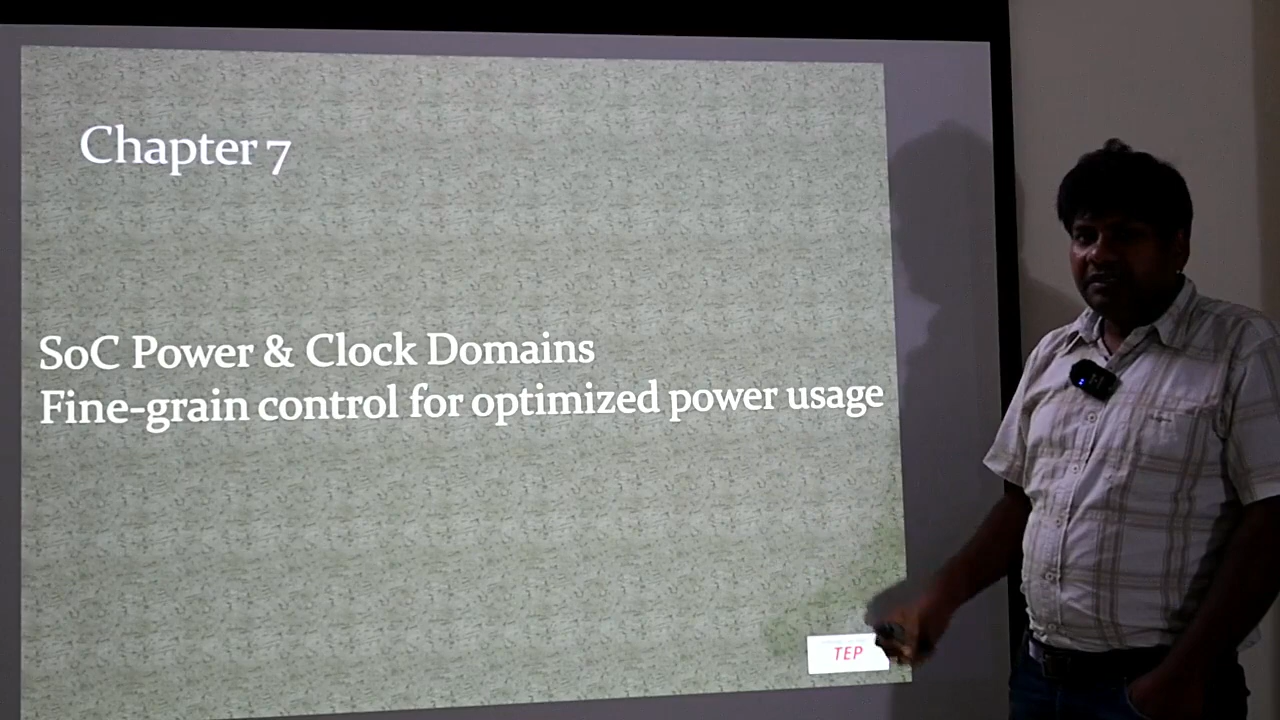 Chapter 7
SoC Power & Clock Domains
Fine-grain control for optimized power usage
TEP